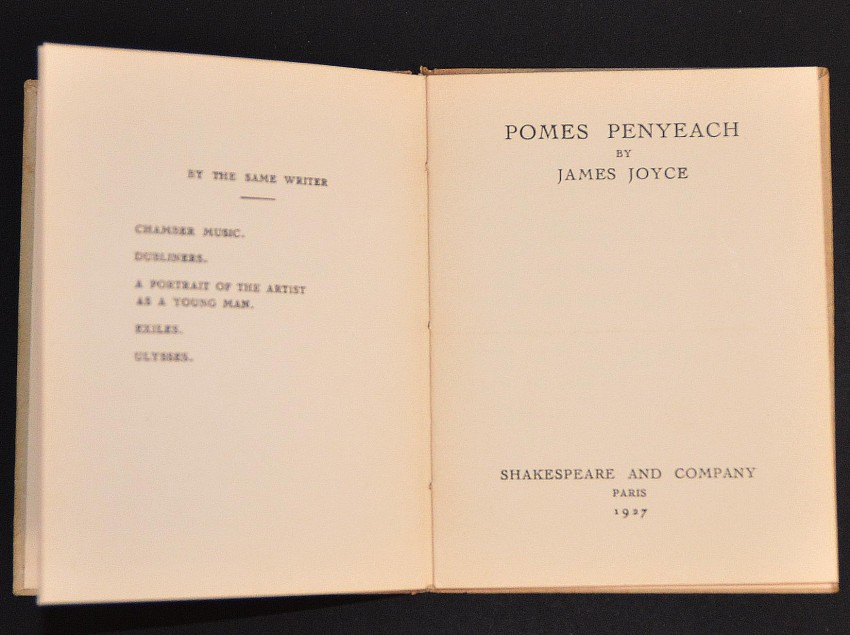 BY THE SAME WRITER
CHAMBER MUSIC.
DUBLINERS.
A PORTRAIT OF THE ARTIST
AS A YOUNG MAN.
EXILES.
ULYSSES.
POMES PENYEACH
BY
JAMES JOYCE
SHAKESPEARE AND COMPANY
PARIS
1927